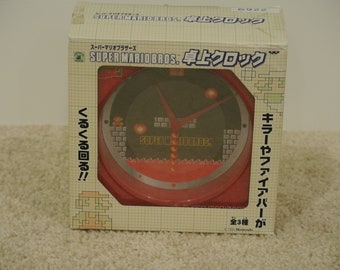 スーパーマリオブラザーズ
SUPER MARIO BROS.
卓上クロック
くるくる回る!!
SUPER MARIO BROS.
キラーやファイアバーが
全3種